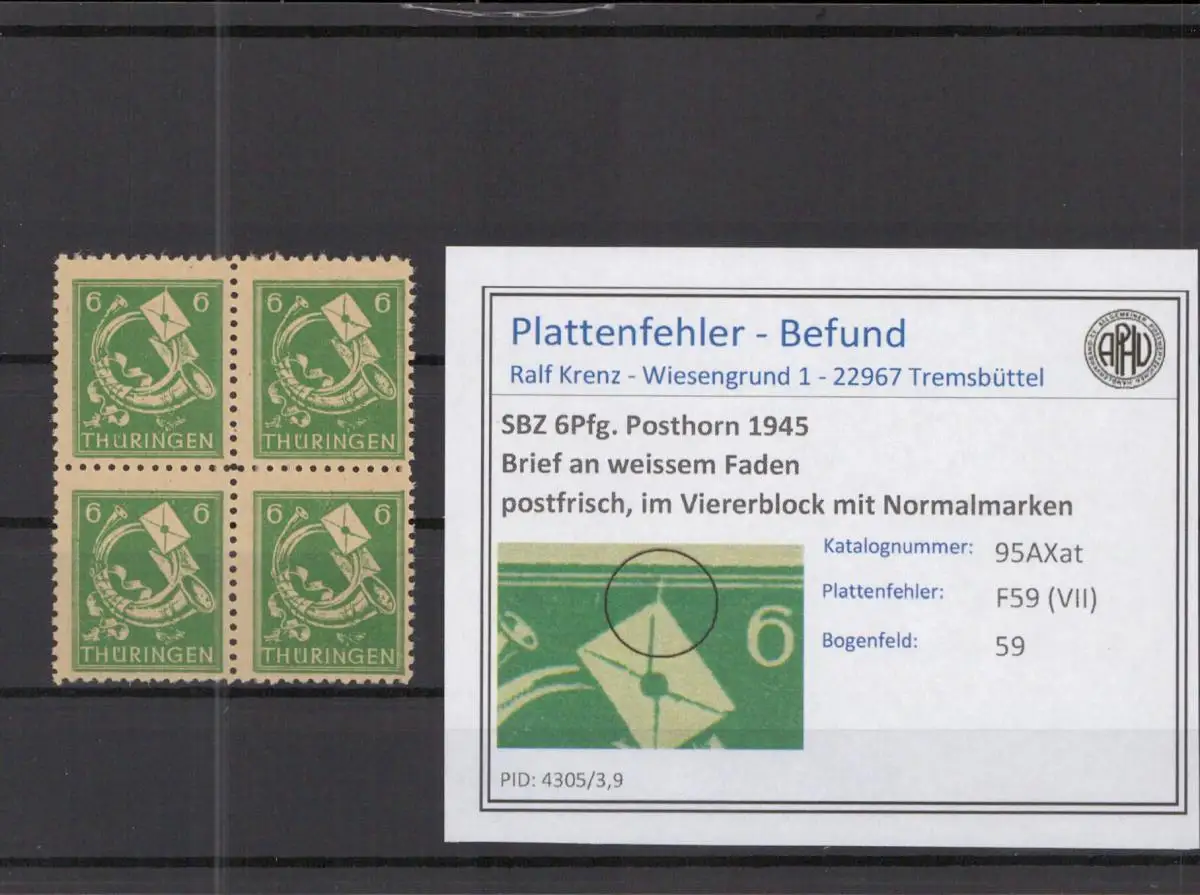 6 6
THÜRINGEN
6 6
THÜRINGEN
6 6
THÜRINGEN
6 6
THÜRINGEN
Plattenfehler - Befund
Ralf Krenz - Wiesengrund 1 - 22967 Tremsbüttel
APHV
SBZ 6Pfg. Posthorn 1945
Brief an weissem Faden
postfrisch, im Viererblock mit Normalmarken
6
Katalognummer: 95AXat
Plattenfehler: F59 (VII)
Bogenfeld: 59
PID: 4305/3,9